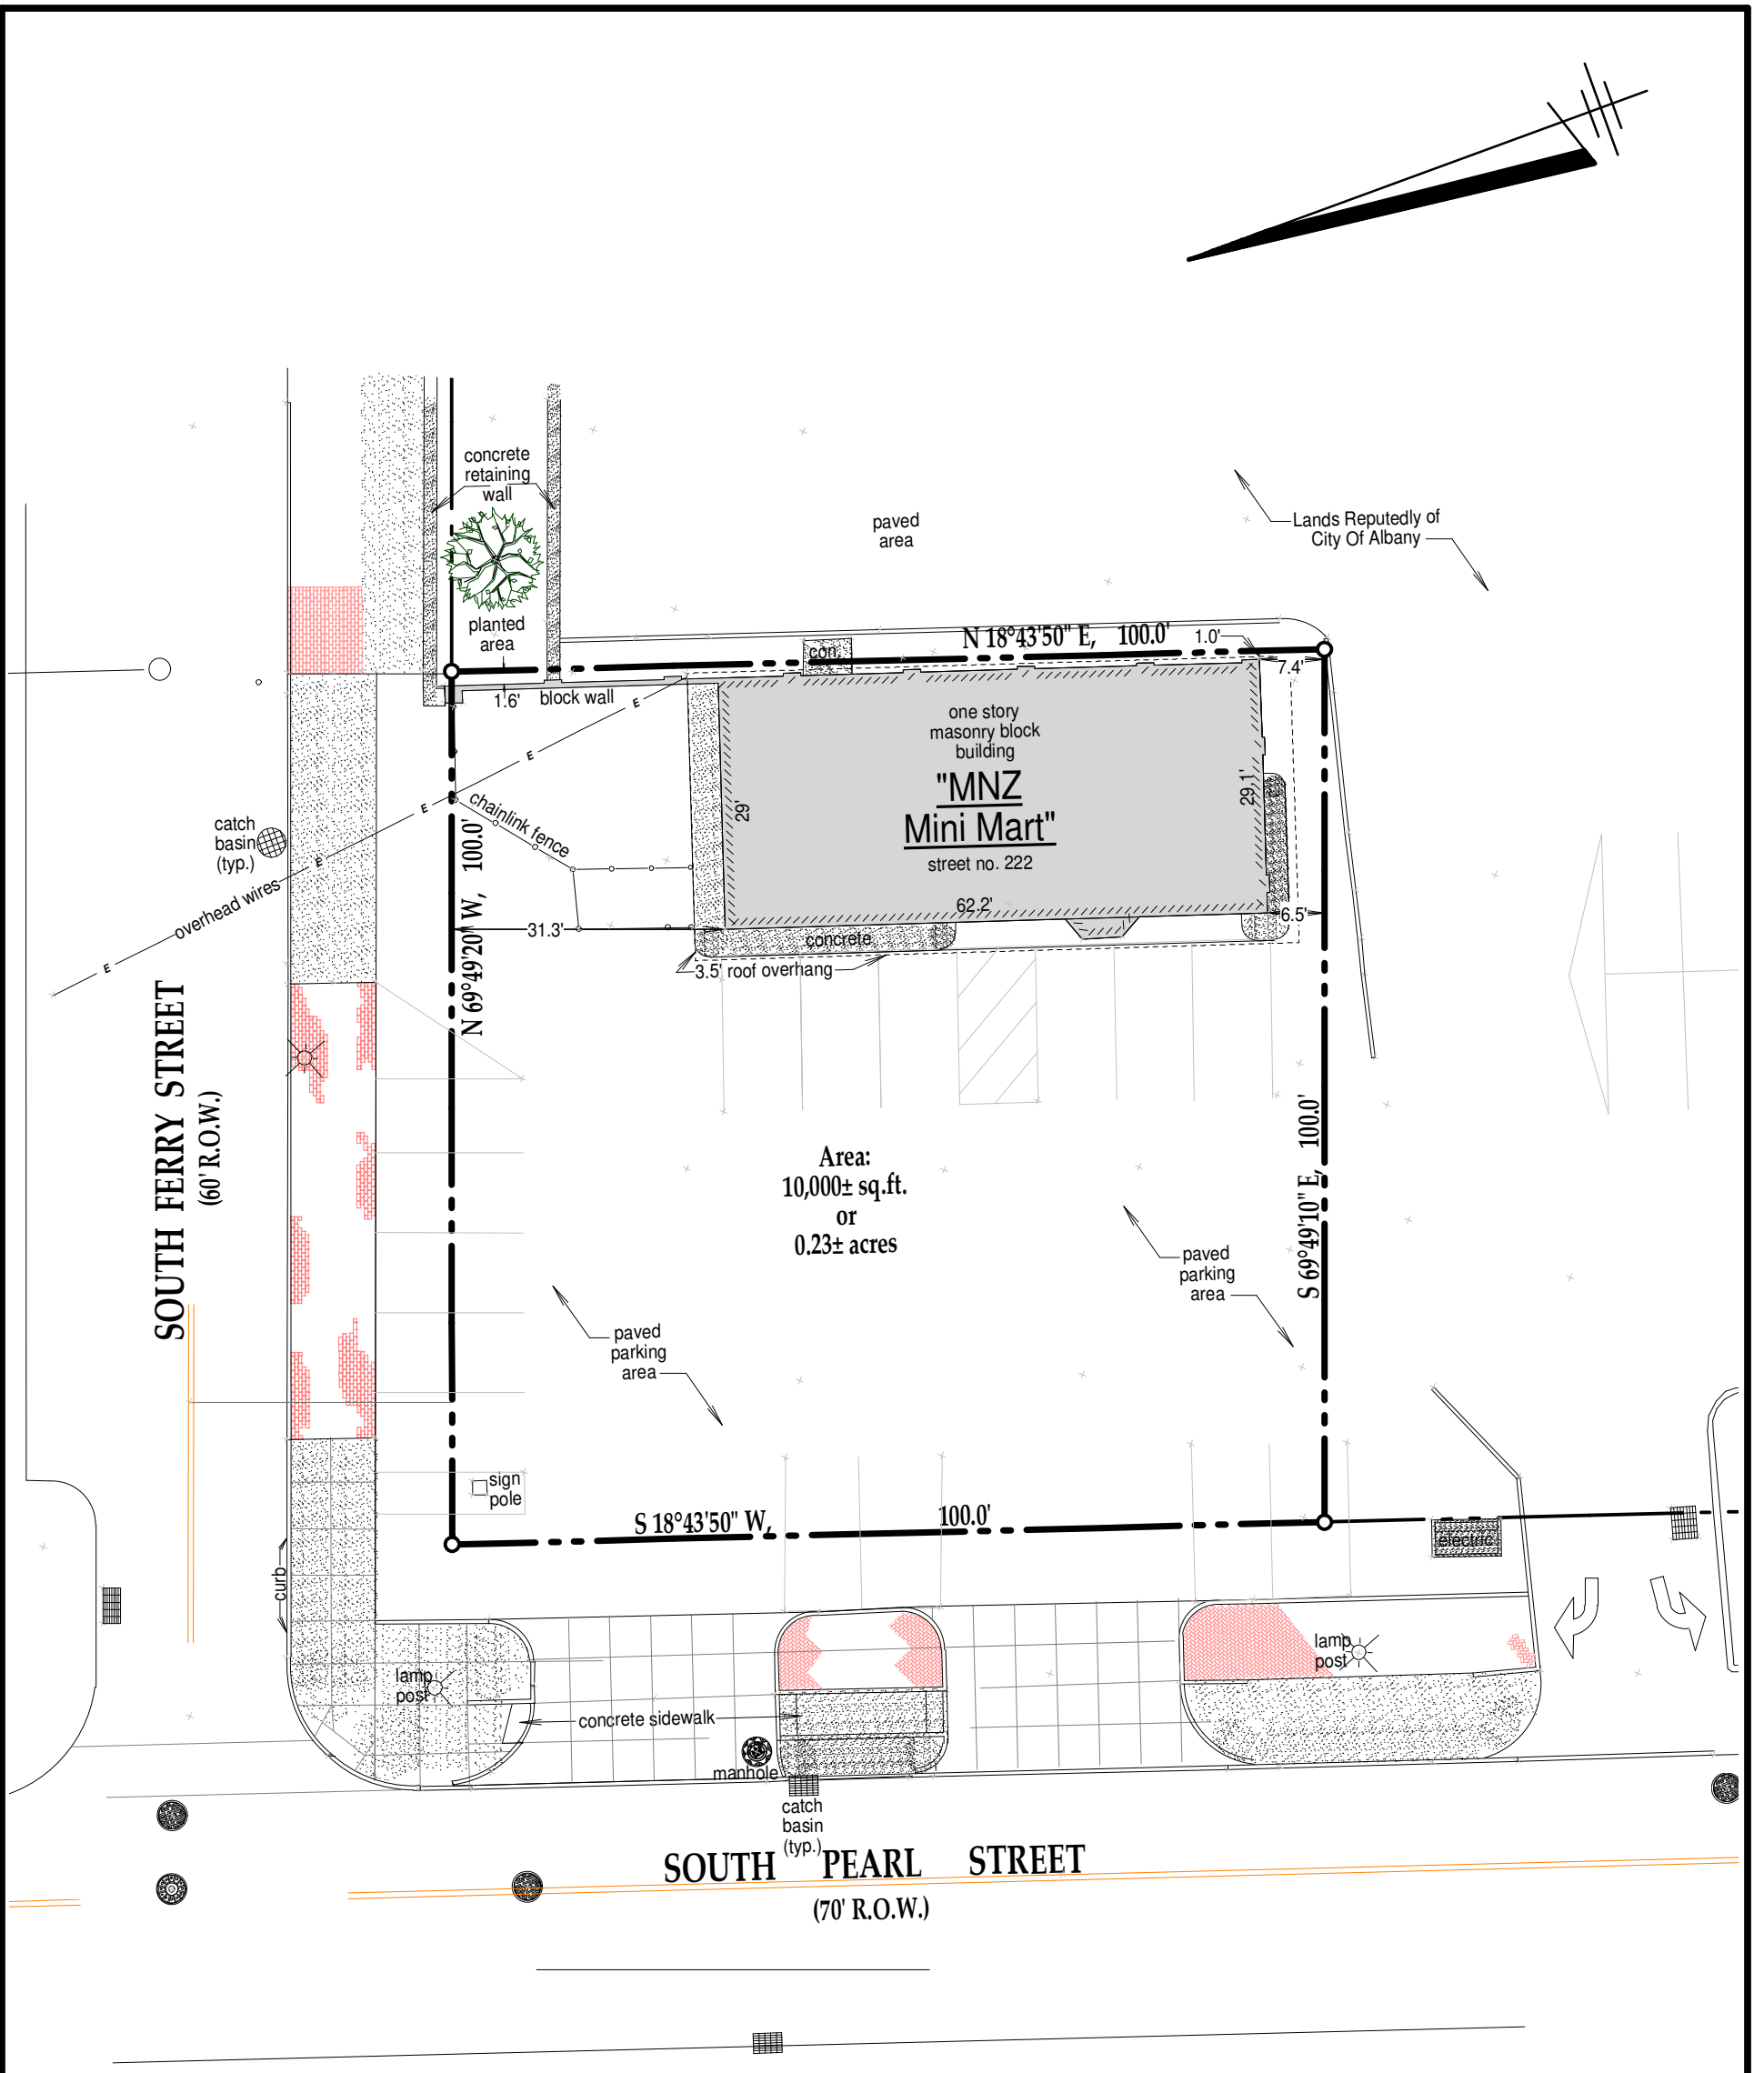 concrete
retaining
wall
paved
area
Lands Reputedly of
City Of Albany
planted
area
N 18°43'50" E, 100.0'
1.0'
con.
7.4'
1.6'
block wall
E
E
E
E
E
one story
masonry block
building
"MNZ
Mini Mart"
street no. 222
29'
29.1'
62.2'
chainlink fence
catch
basin
(typ.)
overhead wires
N 69°49'20" W, 100.0'
31.3'
6.5'
concrete
3.5' roof overhang
SOUTH FERRY STREET
(60' R.O.W.)
Area:
10,000± sq.ft.
or
0.23± acres
S 69°49'10" E, 100.0'
paved
parking
area
paved
parking
area
sign
pole
S 18°43'50" W, 100.0'
electric
curb
lamp
post
lamp
post
concrete sidewalk
manhole
catch
basin
(typ.)
SOUTH PEARL STREET
(70' R.O.W.)